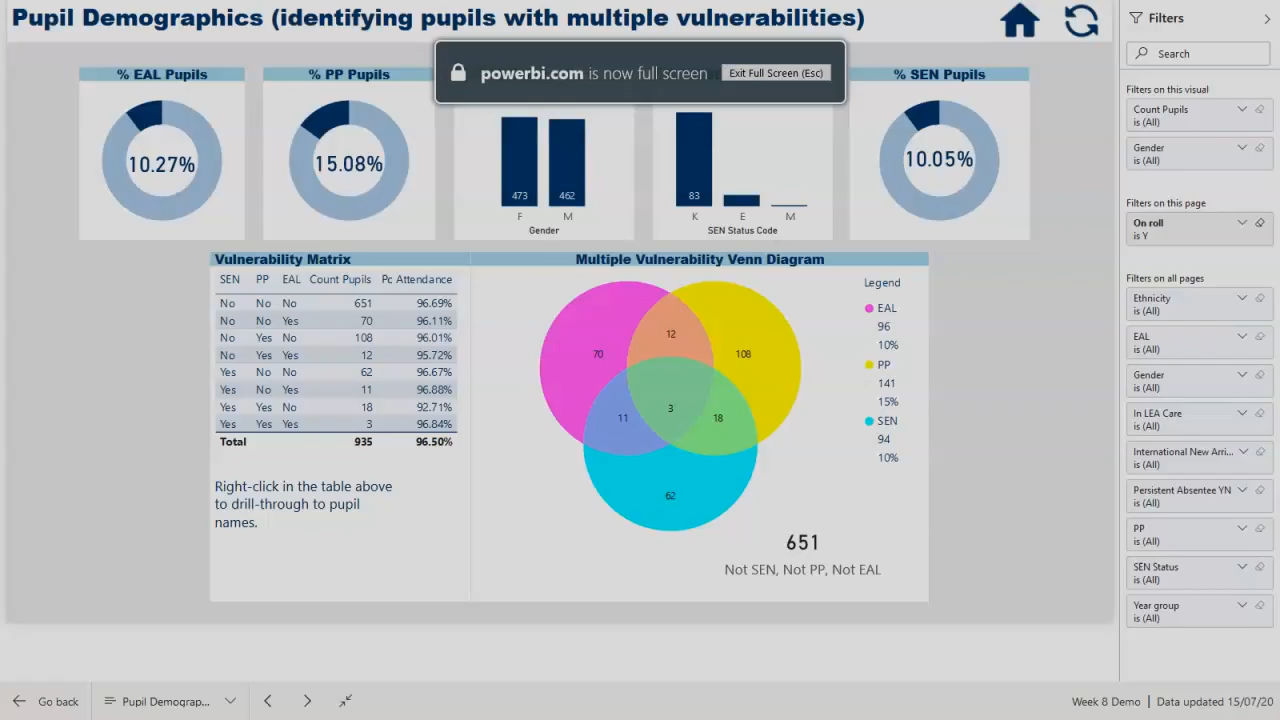 Pupil Demographics (identifying pupils with multiple vulnerabilities)
powerbi.com is now full screen
Exit Full Screen (Esc)
% EAL Pupils
10.27%
% PP Pupils
15.08%
473
462
F
M
Gender
83
K
E
M
SEN Status Code
% SEN Pupils
10.05%
Vulnerability Matrix
SEN PP EAL Count Pupils Pc Attendance
No No No 651 96.69%
No No Yes 70 96.11%
No Yes No 108 96.01%
No Yes Yes 12 95.72%
Yes No No 62 96.67%
Yes No Yes 11 96.88%
Yes Yes No 18 92.71%
Yes Yes Yes 3 96.84%
Total 935 96.50%
Right-click in the table above
to drill-through to pupil
names.
Multiple Vulnerability Venn Diagram
12
70
108
3
11
18
62
Legend
EAL
96
10%
PP
141
15%
SEN
94
10%
651
Not SEN, Not PP, Not EAL
Filters
Search
Filters on this visual
Count Pupils
is (All)
Gender
is (All)
Filters on this page
On roll
is Y
Filters on all pages
Ethnicity
is (All)
EAL
is (All)
Gender
is (All)
In LEA Care
is (All)
International New Arri...
is (All)
Persistent Absentee YN
is (All)
PP
is (All)
SEN Status
is (All)
Year group
is (All)
Go back
Pupil Demograp...
Week 8 Demo | Data updated 15/07/20